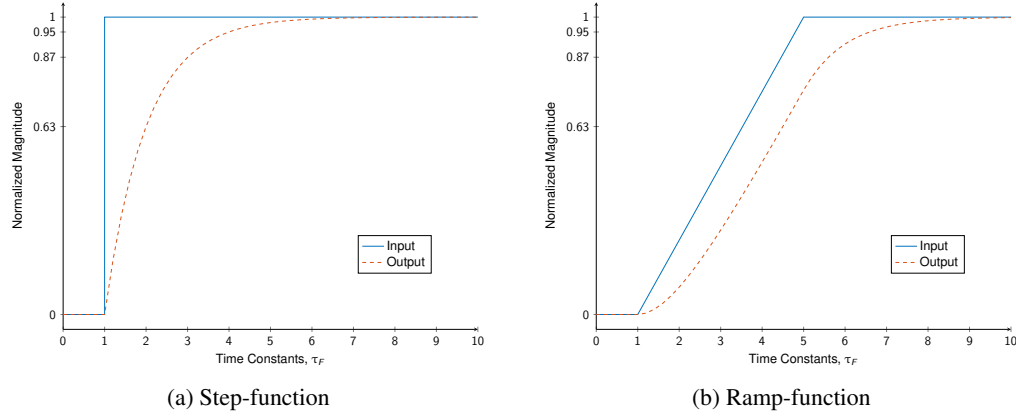 1
0.95
0.87
0.63
0
Normalized Magnitude
Input
Output
0 1 2 3 4 5 6 7 8 9 10
Time Constants, τF
(a) Step-function
1
0.95
0.87
0.63
0
Normalized Magnitude
Input
Output
0 1 2 3 4 5 6 7 8 9 10
Time Constants, τF
(b) Ramp-function